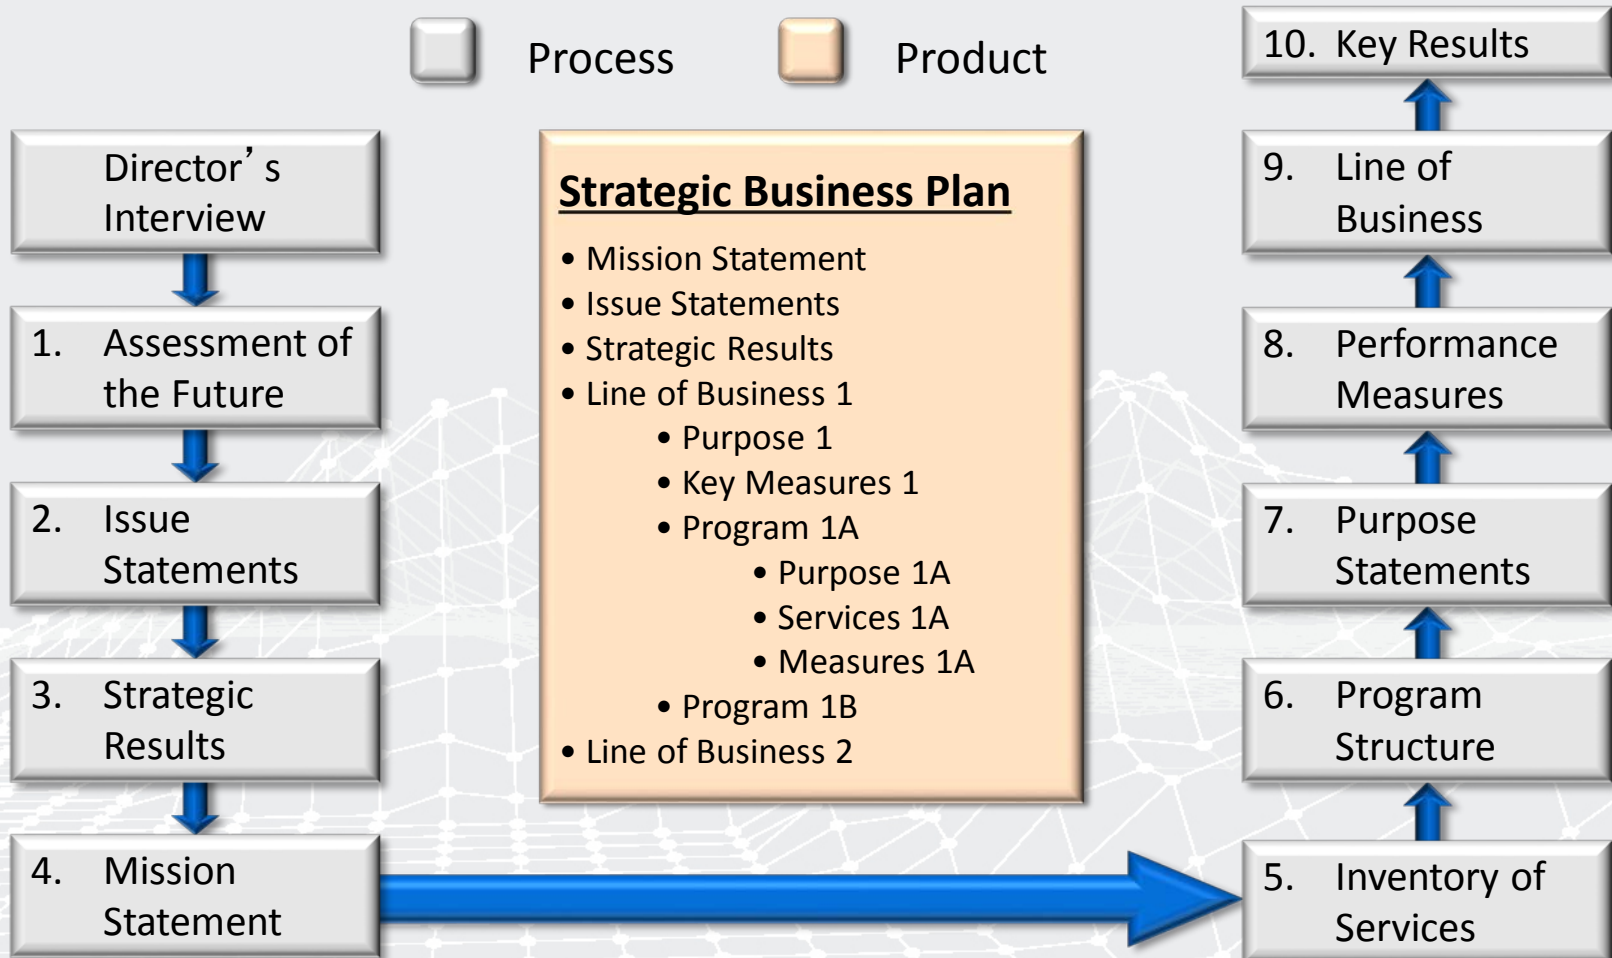 Process
Product
Director’s
Interview
1. Assessment of
the Future
2. Issue
Statements
3. Strategic
Results
4. Mission
Statement
Strategic Business Plan
• Mission Statement
• Issue Statements
• Strategic Results
• Line of Business 1
• Purpose 1
• Key Measures 1
• Program 1A
• Purpose 1A
• Services 1A
• Measures 1A
• Program 1B
• Line of Business 2
10. Key Results
9. Line of
Business
8. Performance
Measures
7. Purpose
Statements
6. Program
Structure
5. Inventory of
Services